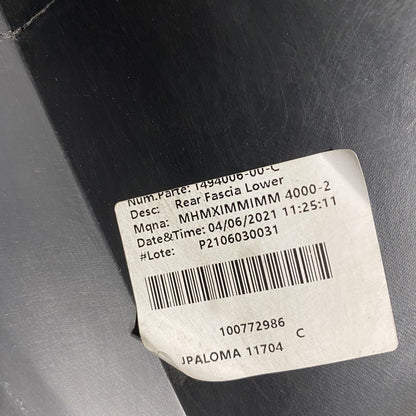 Num.Parte: 1494006-00-C
Desc: Rear Fascia Lower
Mqna: MHMXIMMIMM 4000-2
Date&Time: 04/06/2021 11:25:11
#Lote: P2106030031
100772986
JPALOMA 11704 C